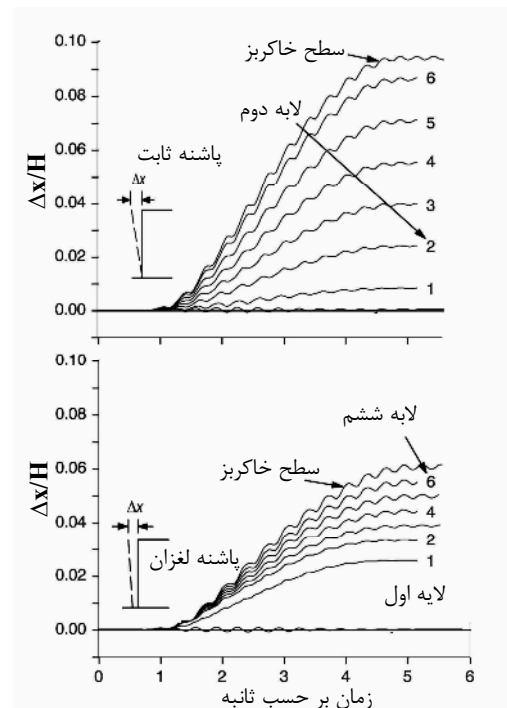 0.10
0.08
0.06
0.04
0.02
0.00
Δx/H
سطح خاکریز
لایه دوم
پاشنه ثابت
Δx
6
5
4
3
2
1
0.10
0.08
0.06
0.04
0.02
0.00
Δx/H
لایه ششم
سطح خاکریز
پاشنه لغزان
Δx
6
4
2
1
لایه اول
0 1 2 3 4 5 6
زمان بر حسب ثانیه